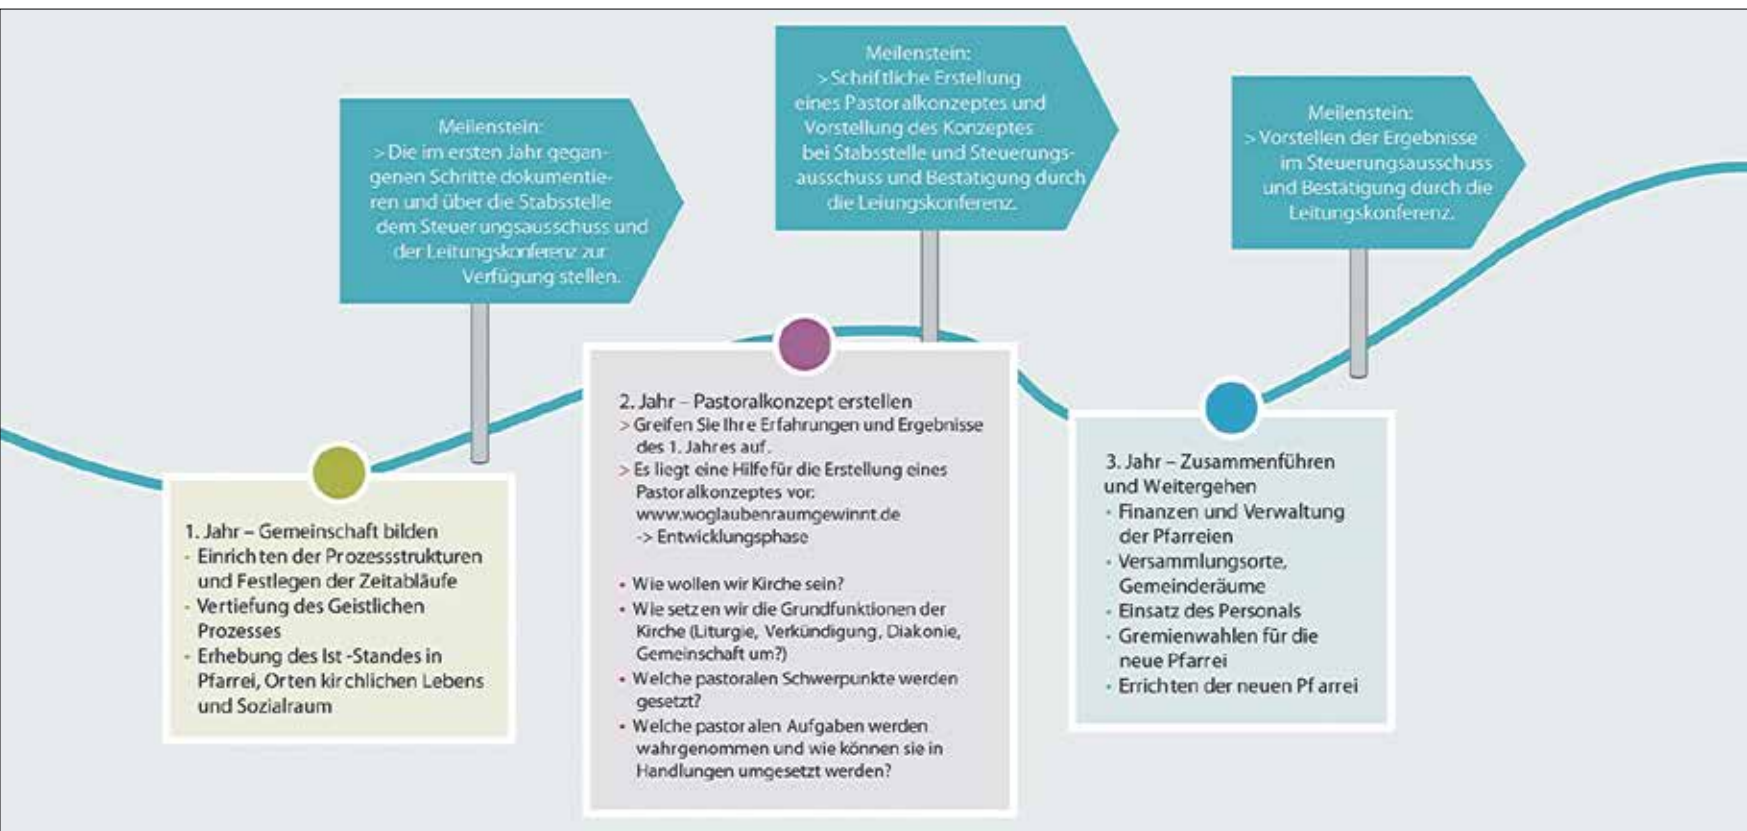 Meilenstein:
> Die im ersten Jahr gegan-
genen Schritte dokumentie-
ren und über die Stabsstelle
dem Steuerungsausschuss und
der Leitungskonferenz zur
Verfügung stellen.
Meilenstein:
> Schriftliche Erstellung
eines Pastoralkonzeptes und
Vorstellung des Konzeptes
bei Stabsstelle und Steuerungs-
ausschuss und Bestätigung durch
die Leiungskonferenz.
Meilenstein:
> Vorstellen der Ergebnisse
im Steuerungsausschuss
und Bestätigung durch die
Leitungskonferenz.
1. Jahr – Gemeinschaft bilden
- Einrichten der Prozessstrukturen
und Festlegen der Zeitabläufe
- Vertiefung des Geistlichen
Prozesses
- Erhebung des Ist -Standes in
Pfarrei, Orten kirchlichen Lebens
und Sozialraum
2. Jahr – Pastoralkonzept erstellen
> Greifen Sie Ihre Erfahrungen und Ergebnisse
des 1. Jahres auf.
> Es liegt eine Hilfe für die Erstellung eines
Pastoralkonzeptes vor:
www.woglaubenraumgewinnt.de
-> Entwicklungsphase
• Wie wollen wir Kirche sein?
• Wie setzen wir die Grundfunktionen der
Kirche (Liturgie, Verkündigung, Diakonie,
Gemeinschaft um?)
• Welche pastoralen Schwerpunkte werden
gesetzt?
• Welche pastoralen Aufgaben werden
wahrgenommen und wie können sie in
Handlungen umgesetzt werden?
3. Jahr – Zusammenführen
und Weitergehen
- Finanzen und Verwaltung
der Pfarreien
- Versammlungsorte,
Gemeinderäume
- Einsatz des Personals
- Gremienwahlen für die
neue Pfarrei
- Errichten der neuen Pfarrei